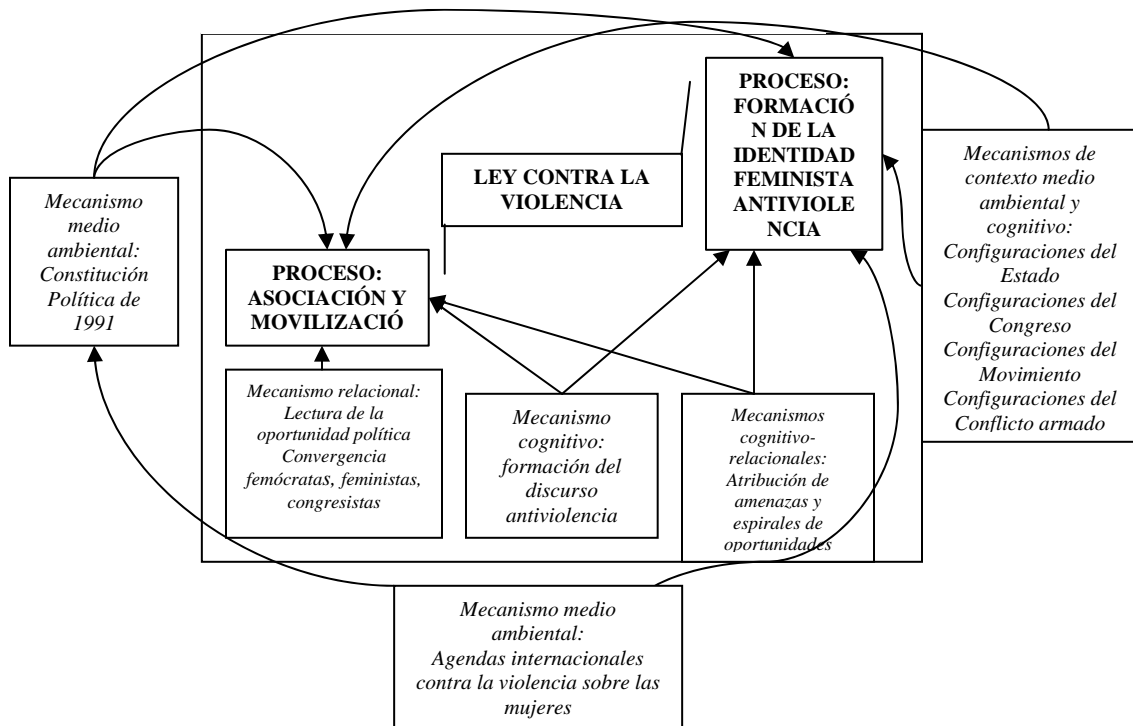 PROCESO:
FORMACIÓ
N DE LA
IDENTIDAD
FEMINISTA
ANTIVIOLE
NCIA
LEY CONTRA LA
VIOLENCIA
Mecanismo
medio
ambiental:
Constitución
Política de
1991
PROCESO:
ASOCIACIÓN Y
MOVILIZACIÓ
Mecanismos de
contexto medio
ambiental y
cognitivo:
Configuraciones del
Estado
Configuraciones del
Congreso
Configuraciones del
Movimiento
Configuraciones del
Conflicto armado
Mecanismo relacional:
Lectura de la
oportunidad política
Convergencia
femócratas, feministas,
congresistas
Mecanismo
cognitivo:
formación del
discurso
antiviolencia
Mecanismos
cognitivo-
relacionales:
Atribución de
amenazas y
espirales de
oportunidades
Mecanismo medio
ambiental:
Agendas internacionales
contra la violencia sobre las
mujeres